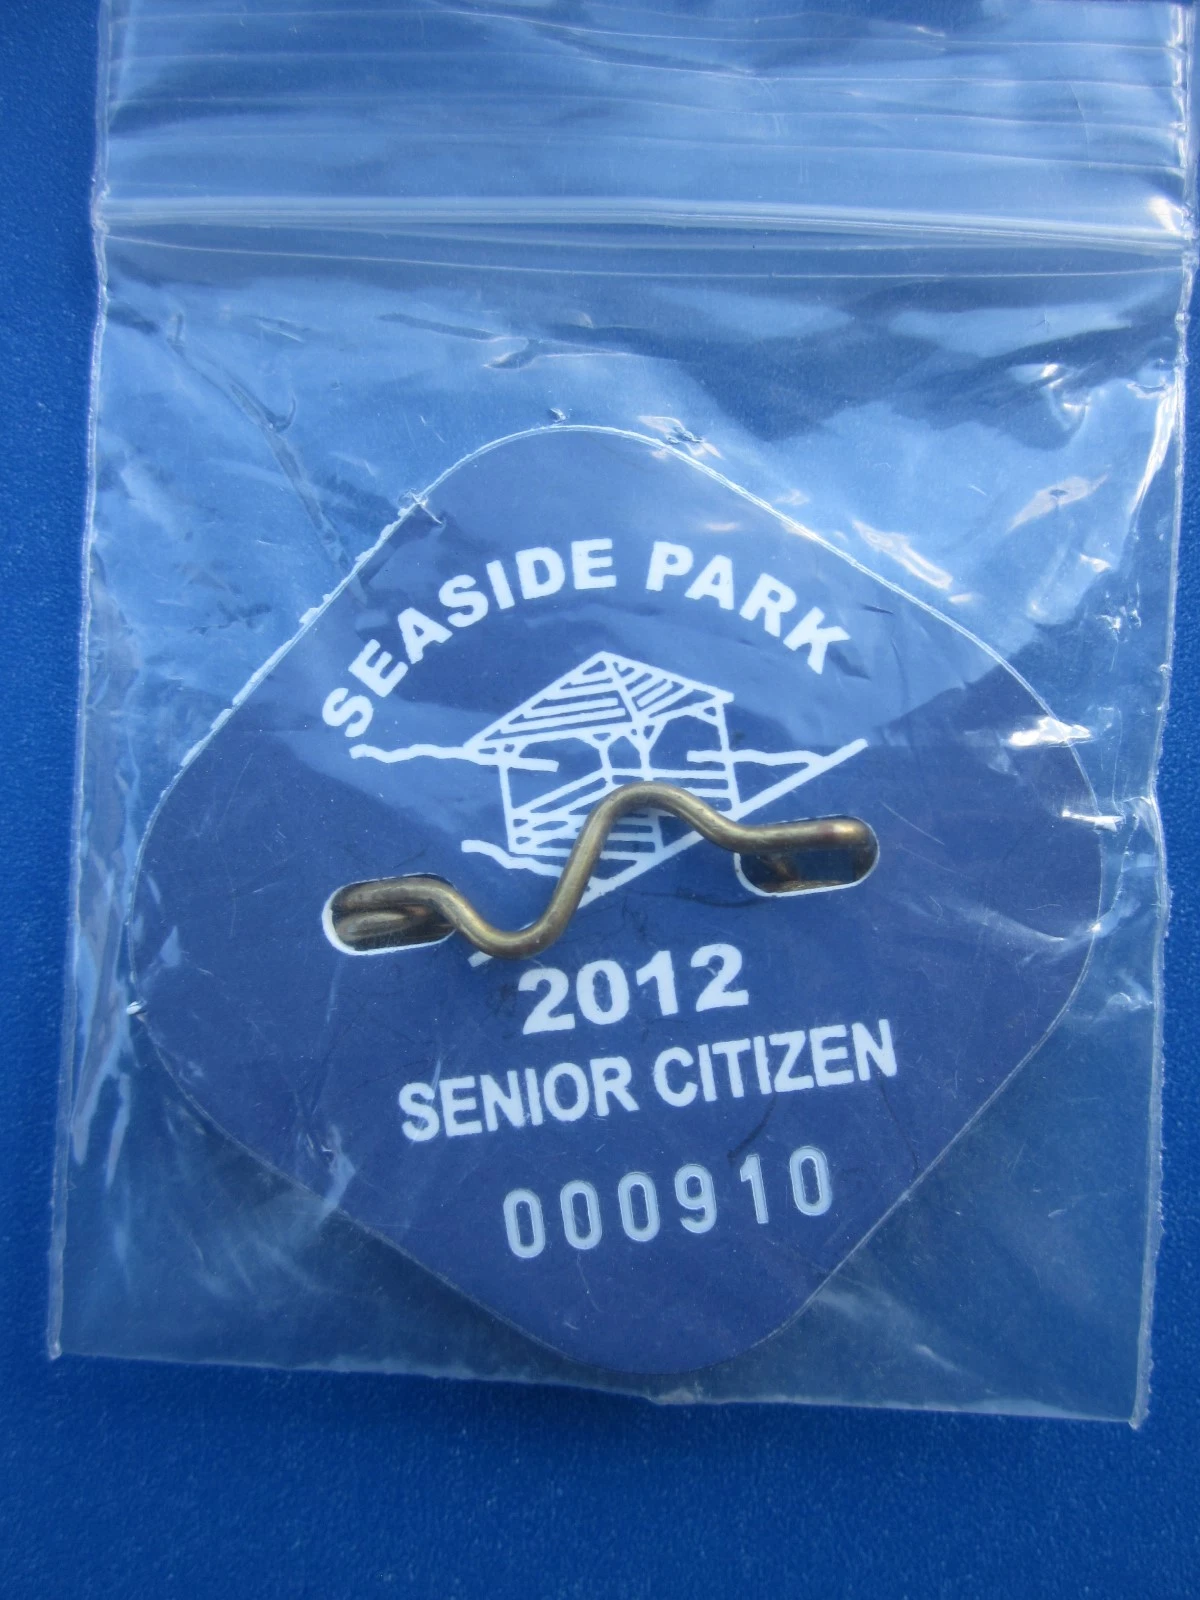 SEASIDE PARK
2012
SENIOR CITIZEN
000910